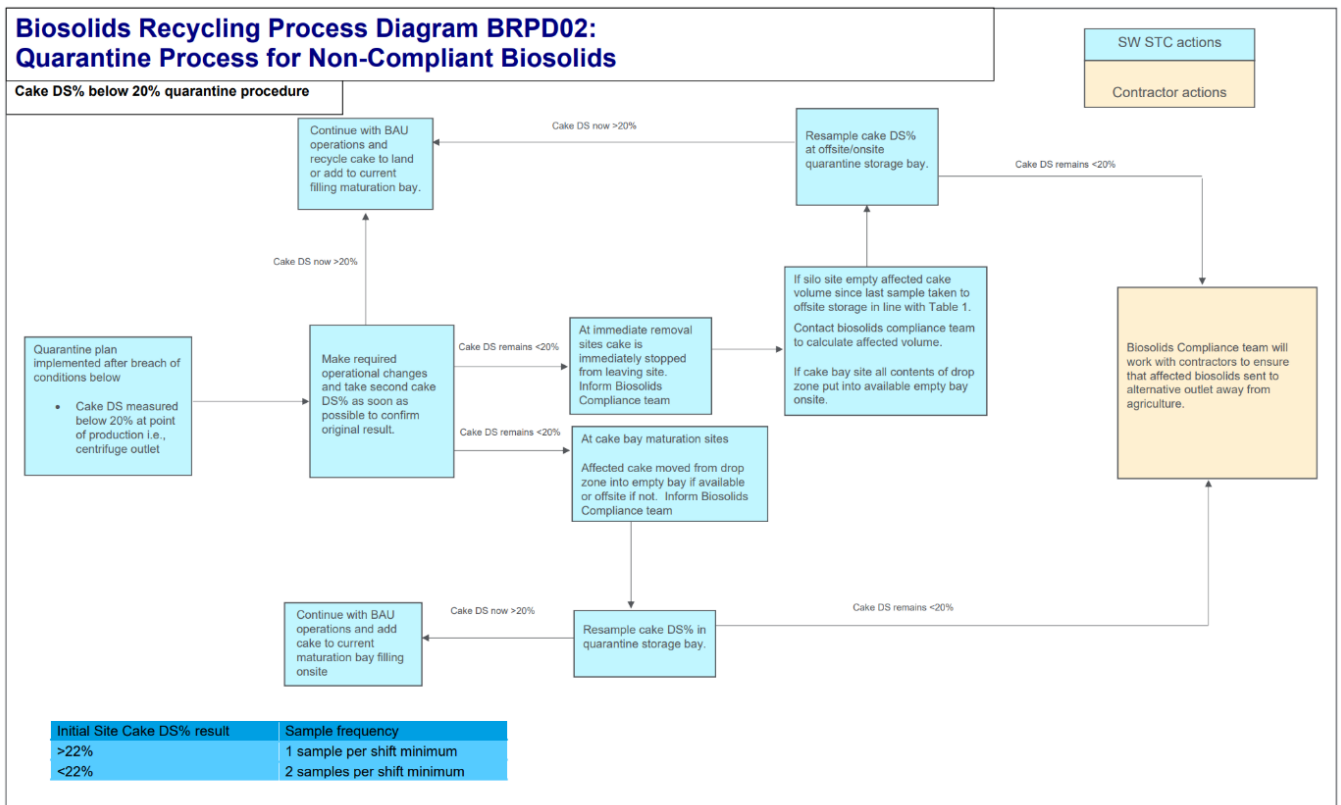 Biosolids Recycling Process Diagram BRPD02:
Quarantine Process for Non-Compliant Biosolids
SW STC actions
Contractor actions
Cake DS% below 20% quarantine procedure
Continue with BAU
operations and
recycle cake to land
or add to current
filling maturation bay.
Cake DS now >20%
Resample cake DS%
at offsite/onsite
quarantine storage bay.
Cake DS remains <20%
Cake DS now >20%
Quarantine plan
implemented after breach of
conditions below
• Cake DS measured
below 20% at point
of production i.e.,
centrifuge outlet
Make required
operational changes
and take second cake
DS% as soon as
possible to confirm
original result.
Cake DS remains <20%
At immediate removal
sites cake is
immediately stopped
from leaving site.
Inform Biosolids
Compliance team
If silo site empty affected cake
volume since last sample taken to
offsite storage in line with Table 1.
Contact biosolids compliance team
to calculate affected volume.
If cake bay site all contents of drop
zone put into available empty bay
onsite.
Biosolids Compliance team will
work with contractors to ensure
that affected biosolids sent to
alternative outlet away from
agriculture.
Cake DS remains <20%
At cake bay maturation sites
Affected cake moved from drop
zone into empty bay if available
or offsite if not. Inform Biosolids
Compliance team
Continue with BAU
operations and add
cake to current
maturation bay filling
onsite
Cake DS now >20%
Resample cake DS% in
quarantine storage bay.
Cake DS remains <20%
Initial Site Cake DS% result Sample frequency
>22% 1 sample per shift minimum
<22% 2 samples per shift minimum